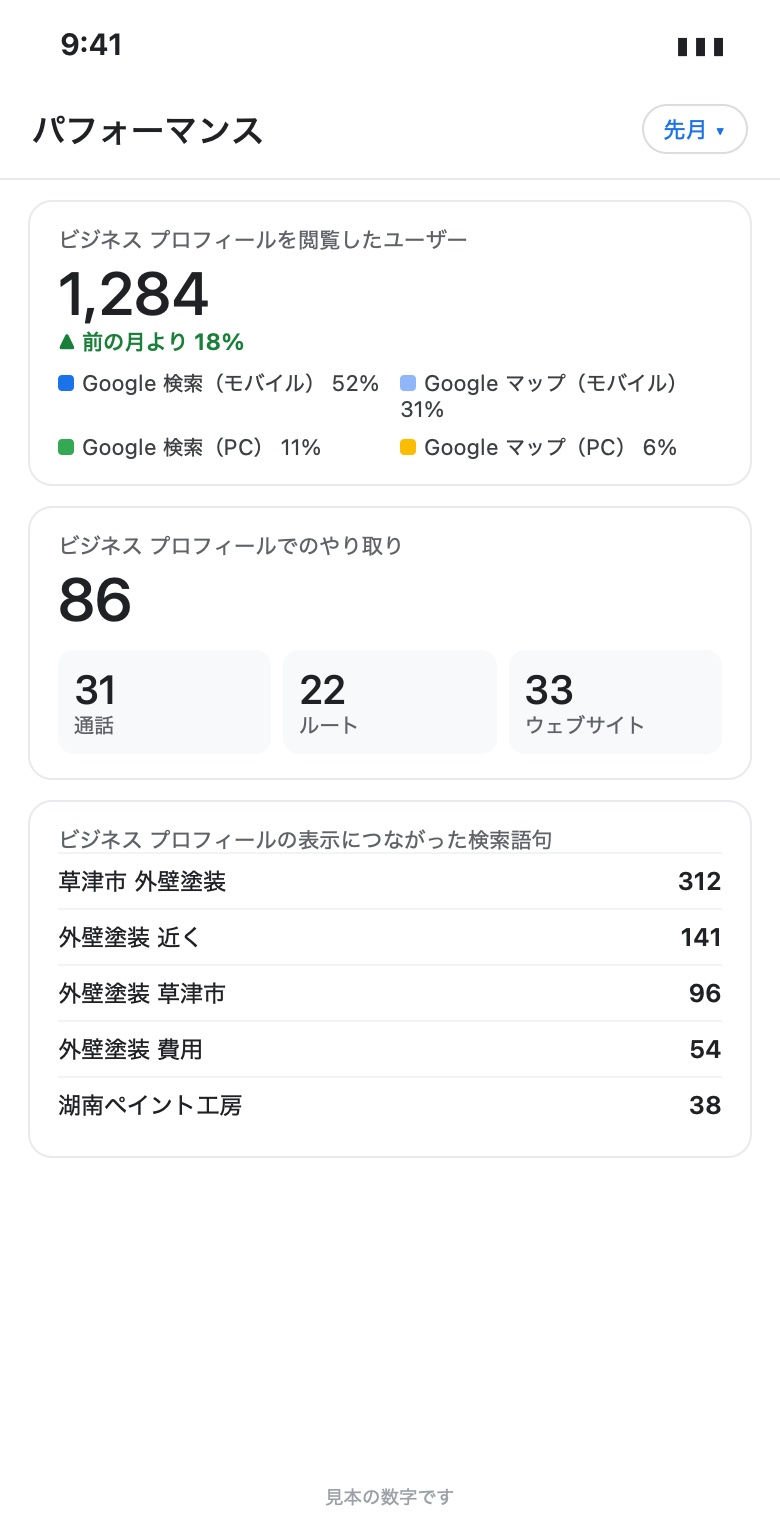 9:41
パフォーマンス
先月 ▾
ビジネス プロフィールを閲覧したユーザー
1,284
▲ 前の月より 18%
Google 検索（モバイル） 52%
Google マップ（モバイル） 31%
Google 検索（PC） 11%
Google マップ（PC） 6%
ビジネス プロフィールでのやり取り
86
31
通話
22
ルート
33
ウェブサイト
ビジネス プロフィールの表示につながった検索語句
草津市 外壁塗装 312
外壁塗装 近く 141
外壁塗装 草津市 96
外壁塗装 費用 54
湖南ペイント工房 38
見本の数字です